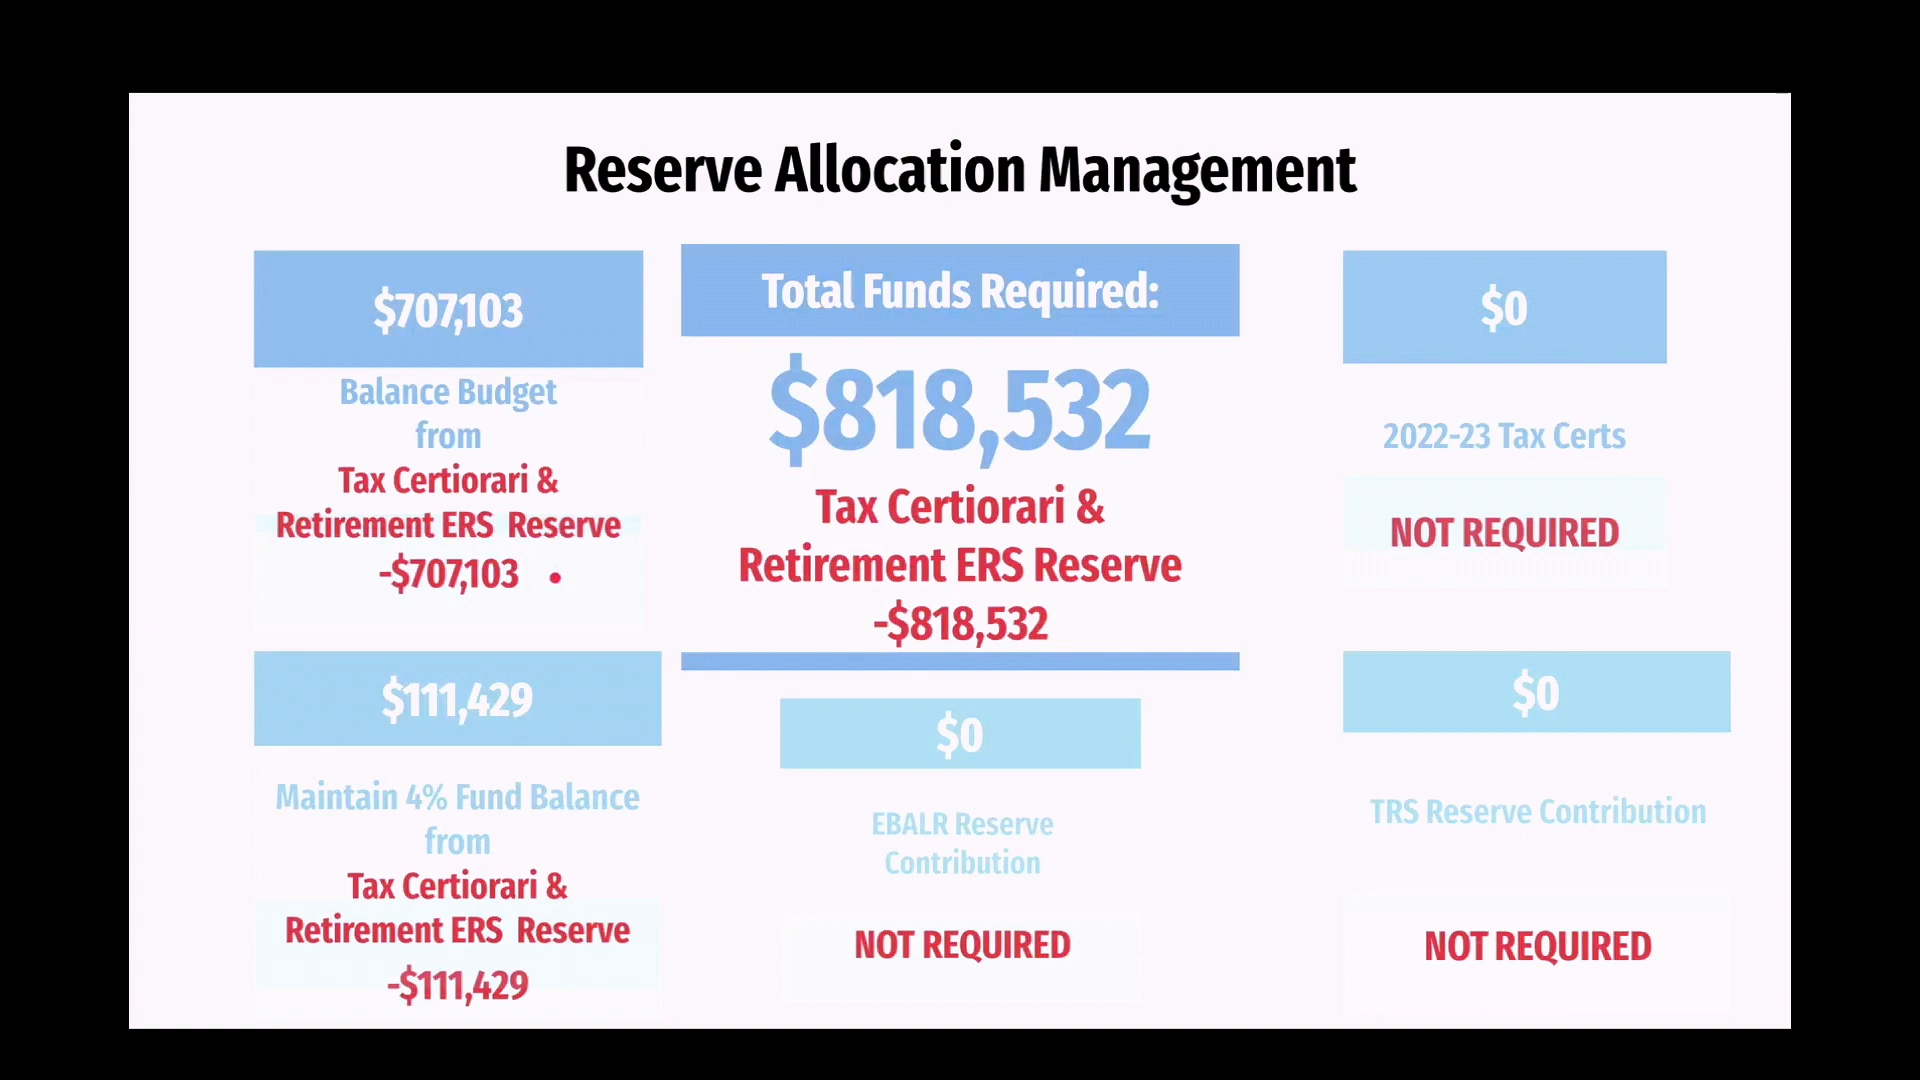 Reserve Allocation Management
$707,103
Balance Budget
from
Tax Certiorari &
Retirement ERS Reserve
-$707,103
Total Funds Required:
$818,532
Tax Certiorari &
Retirement ERS Reserve
-$818,532
$0
2022-23 Tax Certs
NOT REQUIRED
$111,429
Maintain 4% Fund Balance
from
Tax Certiorari &
Retirement ERS Reserve
-$111,429
$0
EBALR Reserve
Contribution
NOT REQUIRED
$0
TRS Reserve Contribution
NOT REQUIRED